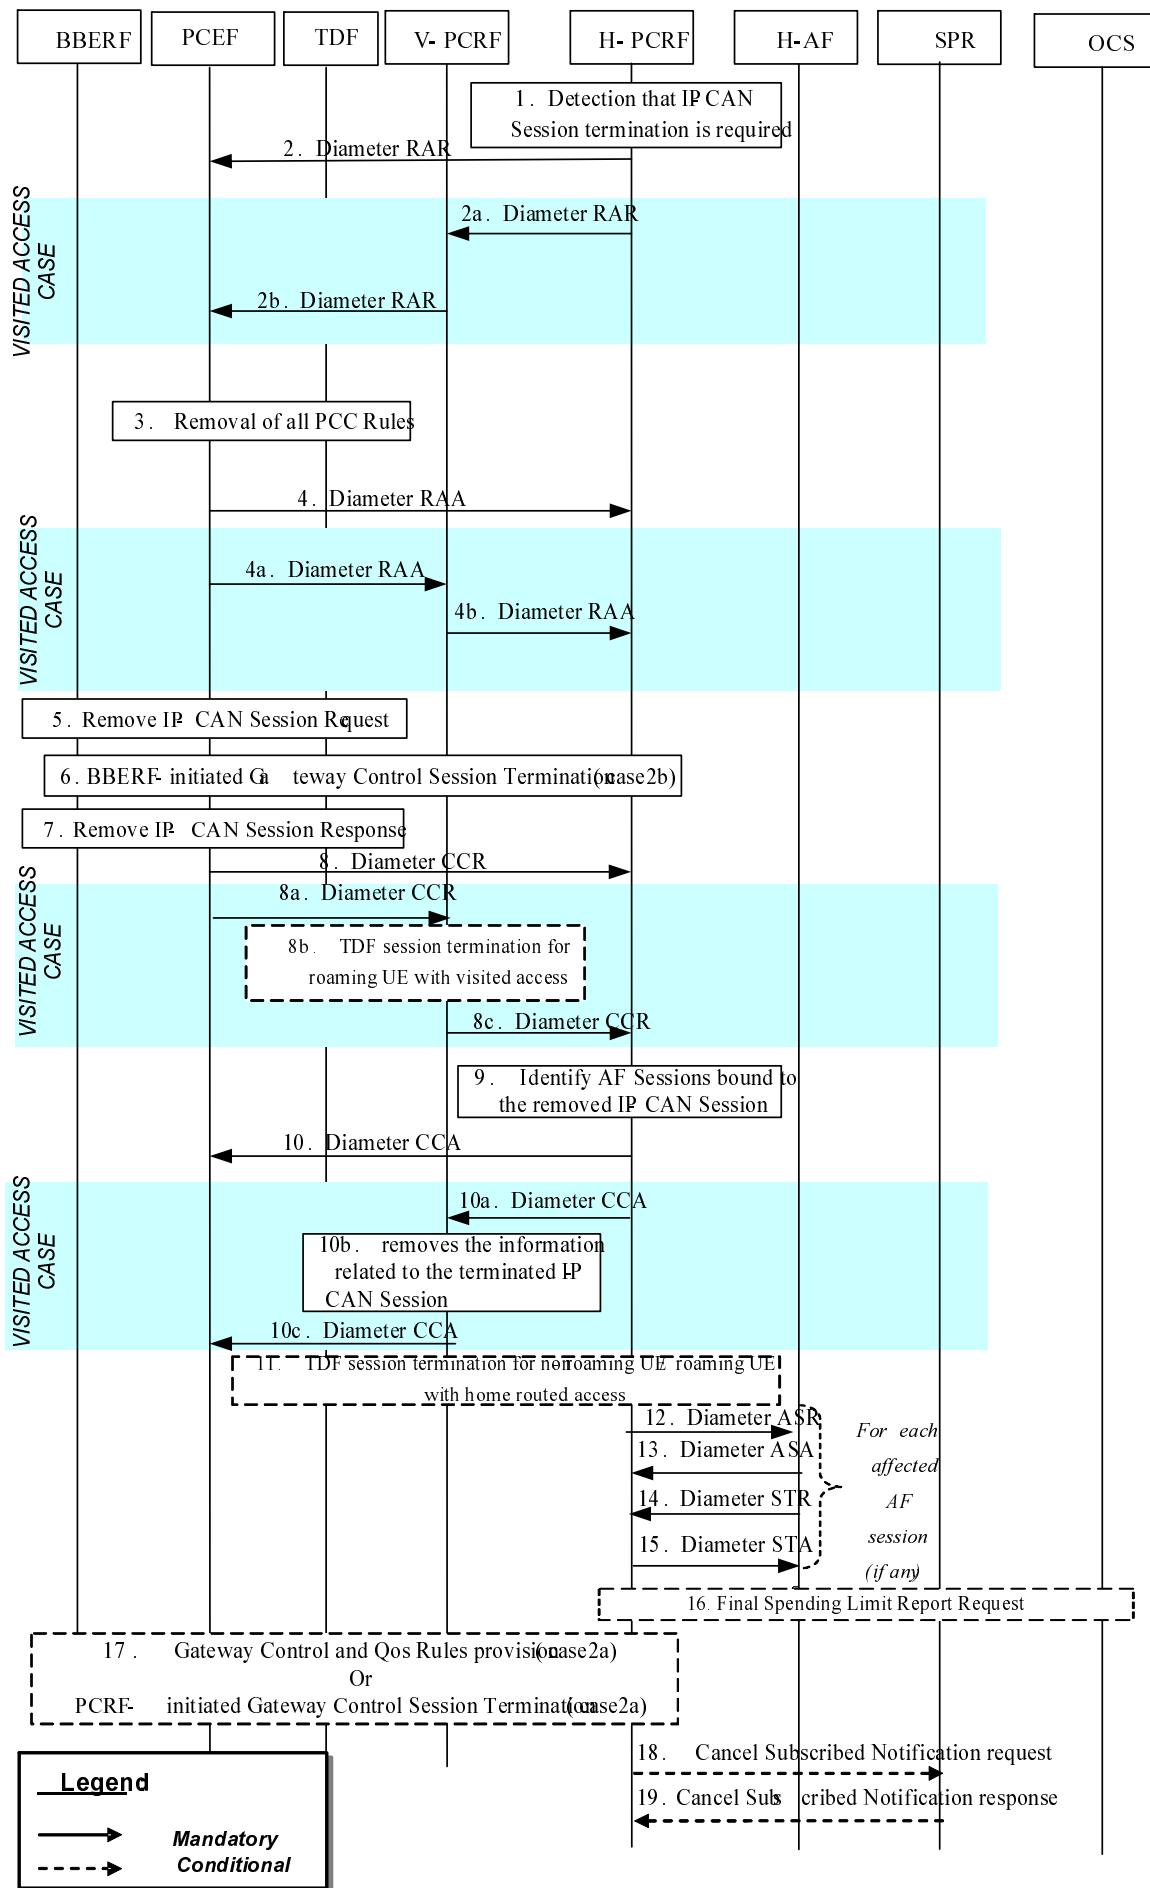 BBERF PCEF TDF V- PCRF H- PCRF H-AF SPR OCS
1. Detection that IP CAN
Session termination is required
2. Diameter RAR
VISITED ACCESS
CASE
2a. Diameter RAR
2b. Diameter RAR
3. Removal of all PCC Rules
4. Diameter RAA
VISITED ACCESS
CASE
4a. Diameter RAA
4b. Diameter RAA
5. Remove IP- CAN Session Request
6. BBERF- initiated Ga teway Control Session Termination (case2b)
7. Remove IP- CAN Session Response
8. Diameter CCR
VISITED ACCESS
CASE
8a. Diameter CCR
8b. TDF session termination for
roaming UE with visited access
8c. Diameter CCR
9. Identify AF Sessions bound to
the removed IP CAN Session
10. Diameter CCA
VISITED ACCESS
CASE
10a. Diameter CCA
10b. removes the information
related to the terminated IP-
CAN Session
10c. Diameter CCA
11. TDF session termination for non-roaming UE/ roaming UE
with home routed access
12. Diameter ASR
13. Diameter ASA
14. Diameter STR
15. Diameter STA
For each
affected
AF
session
(if any)
16. Final Spending Limit Report Request
17. Gateway Control and Qos Rules provision (case2a)
Or
PCRF- initiated Gateway Control Session Termination (case2a)
18. Cancel Subscribed Notification request
19. Cancel Subs cribed Notification response
Legend
Mandatory
Conditional